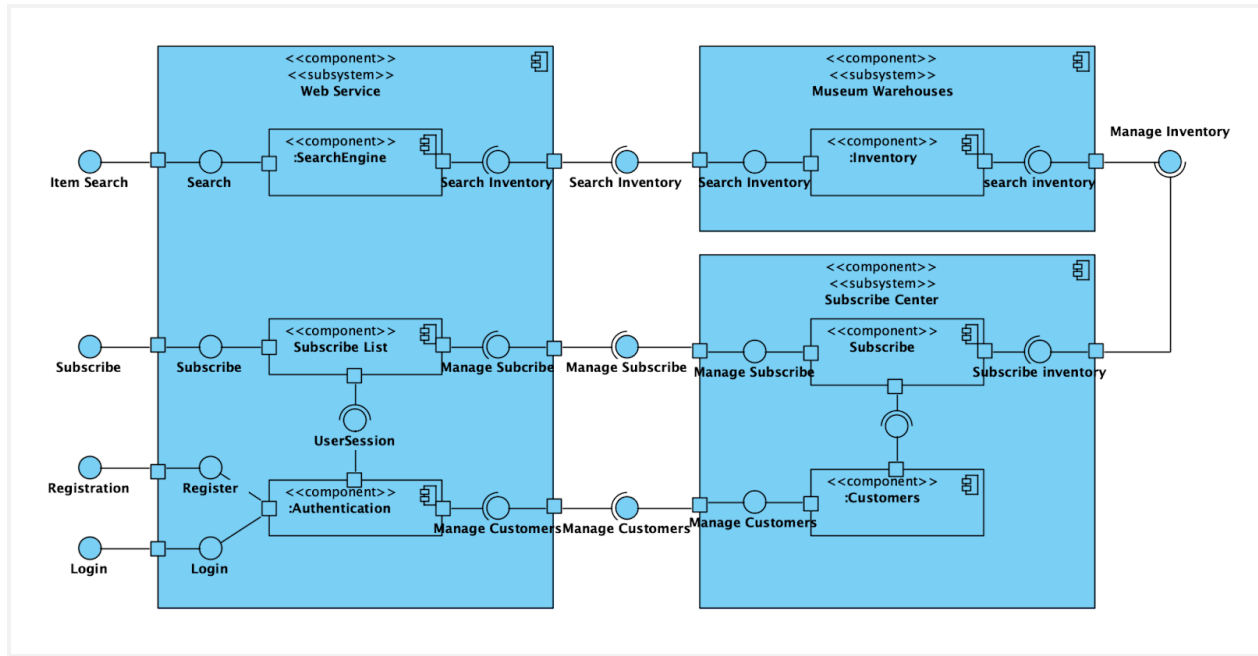 <<component>>
<<subsystem>>
Web Service
<<component>>
:SearchEngine
Item Search
Search
Search Inventory
Search Inventory
<<component>>
<<subsystem>>
Museum Warehouses
<<component>>
:Inventory
Search Inventory
search inventory
Manage Inventory
<<component>>
Subscribe List
Subscribe
Subscribe
Manage Subcribe
Manage Subscribe
UserSession
<<component>>
<<subsystem>>
Subscribe Center
<<component>>
Subscribe
Manage Subscribe
Subscribe inventory
Registration
Register
<<component>>
:Authentication
Manage Customers
Manage Customers
Login
Login
<<component>>
:Customers
Manage Customers